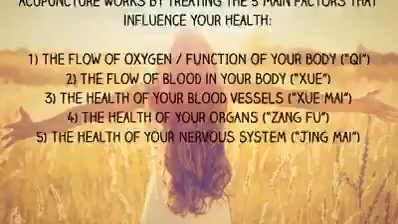 ACUPUNCTURE WORKS BY TREATING THE 5 MAIN FACTORS THAT
INFLUENCE YOUR HEALTH:
1) THE FLOW OF OXYGEN / FUNCTION OF YOUR BODY ("QI")
2) THE FLOW OF BLOOD IN YOUR BODY ("XUE")
3) THE HEALTH OF YOUR BLOOD VESSELS ("XUE MAI")
4) THE HEALTH OF YOUR ORGANS ("ZANG FU")
5) THE HEALTH OF YOUR NERVOUS SYSTEM ("JING MAI")